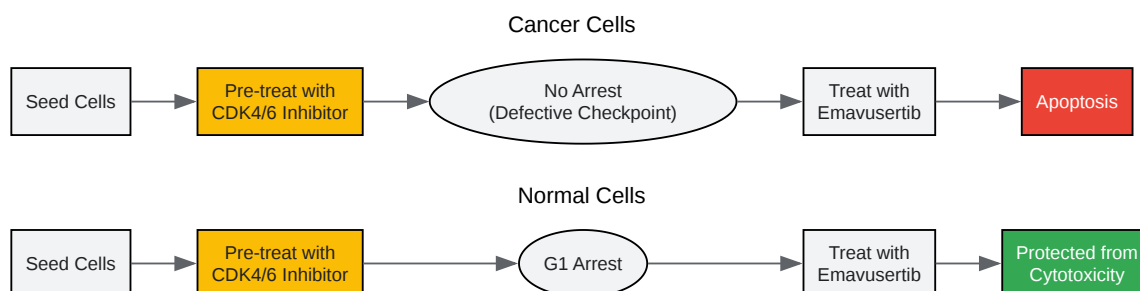 Cancer Cells
Seed Cells
Pre-treat with
CDK4/6 Inhibitor
No Arrest
(Defective Checkpoint)
Treat with
Emavusertib
Apoptosis
Normal Cells
Seed Cells
Pre-treat with
CDK4/6 Inhibitor
G1 Arrest
Treat with
Emavusertib
Protected from
Cytotoxicity